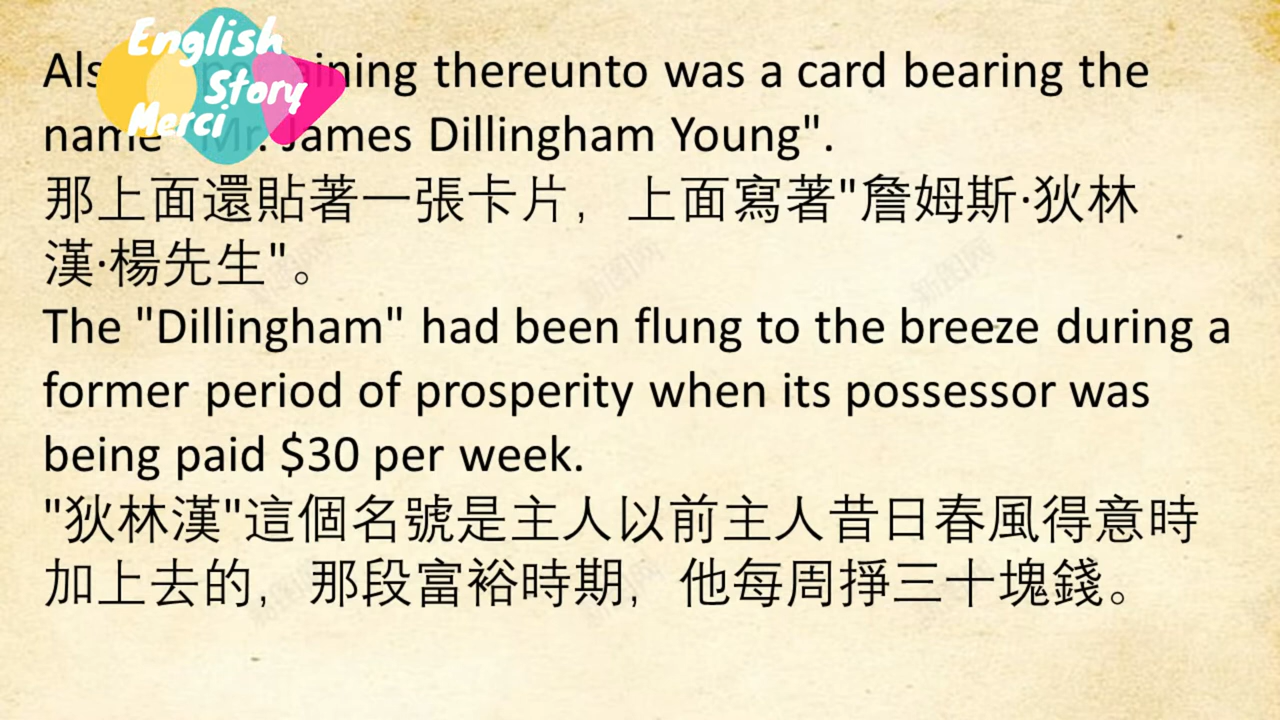 English
Story
Merci
thereunto was a card bearing the
name "Mr. James Dillingham Young".
那上面還貼著一張卡片，上面寫著"詹姆斯·狄林
漢·楊先生"。
The "Dillingham" had been flung to the breeze during a
former period of prosperity when its possessor was
being paid $30 per week.
"狄林漢"這個名號是主人以前主人昔日春風得意時
加上去的，那段富裕時期，他每周掙三十塊錢。